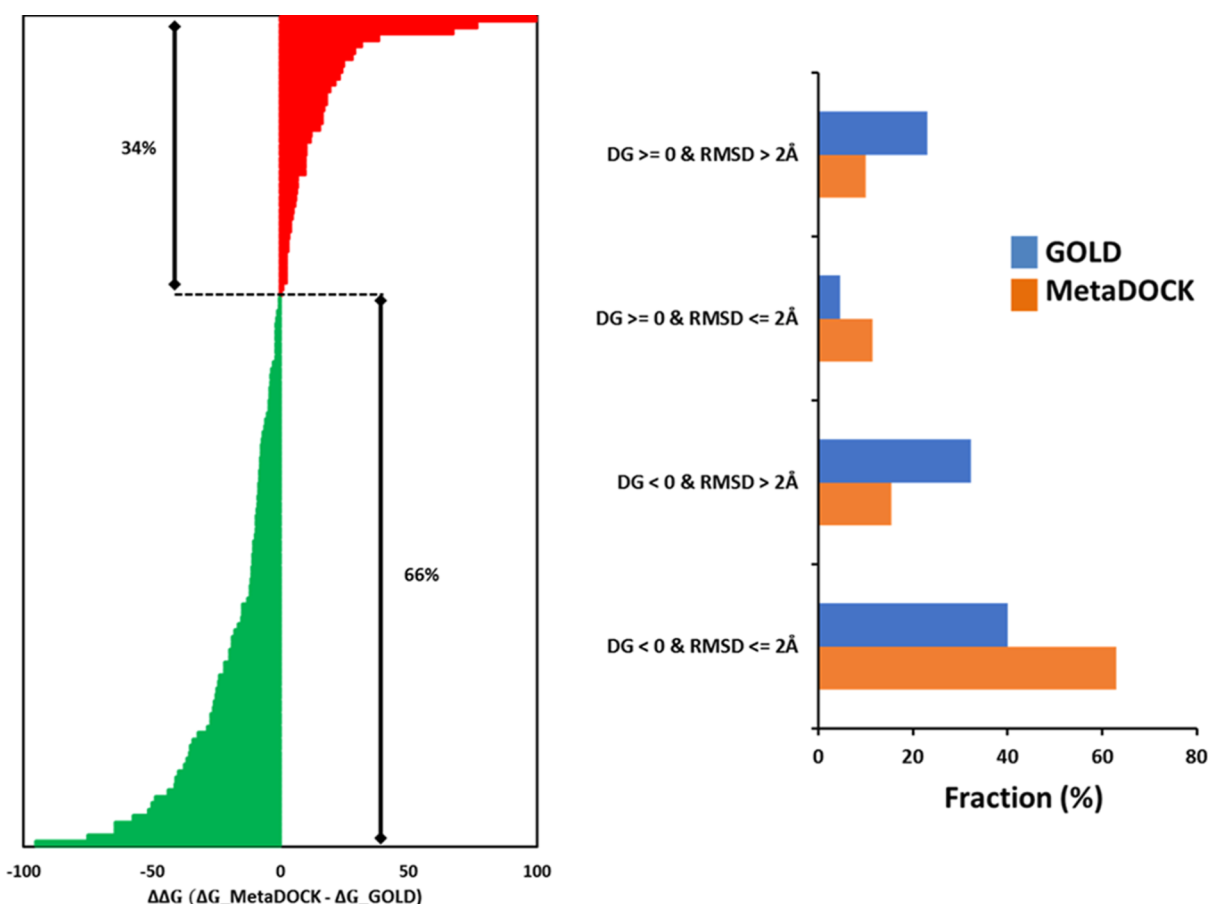 34%
66%
-100
-50
0
50
100
ΔΔG (ΔG_MetaDOCK - ΔG_GOLD)
DG >= 0 & RMSD > 2Å
DG >= 0 & RMSD <= 2Å
DG < 0 & RMSD > 2Å
DG < 0 & RMSD <= 2Å
GOLD
MetaDOCK
0
20
40
60
80
Fraction (%)